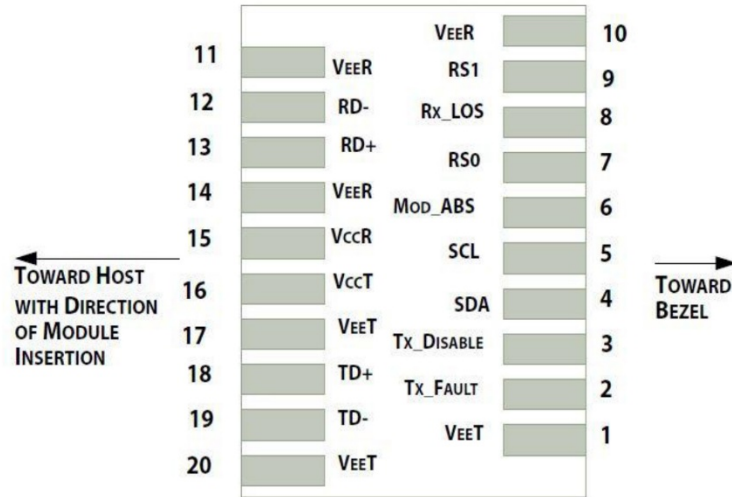 11 VEER
12 RD-
13 RD+
14 VEER
15 VCCR
16 VCCT
17 VEET
18 TD+
19 TD-
20 VEET
VEER 10
RS1 9
RX_LOS 8
RS0 7
MOD_ABS 6
SCL 5
SDA 4
TX_DISABLE 3
TX_FAULT 2
VEET 1
TOWARD HOST
WITH DIRECTION
OF MODULE
INSERTION
TOWARD
BEZEL